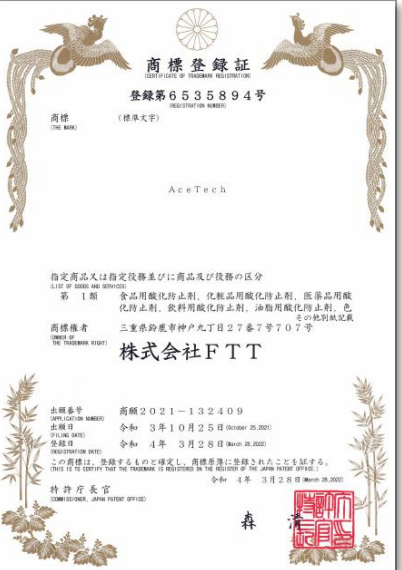 商標登録証
(CERTIFICATE OF TRADEMARK REGISTRATION)
登録第6535894号
(REGISTRATION NUMBER)
商標
(THE MARK)
(標準文字)
AceTech
指定商品又は指定役務並びに商品及び役務の区分
(LIST OF GOODS AND SERVICES)
第 1類 食品用酸化防止剤,化粧品用酸化防止剤,医薬品用酸
化防止剤,飲料用酸化防止剤,油脂用酸化防止剤,色
その他別紙記載
商標権者
(OWNER OF THE TRADEMARK RIGHT)
三重県鈴鹿市神戸九丁目27番7号707号
株式会社FTT
出願番号
(APPLICATION NUMBER)
商願2021-132409
出願日
(FILING DATE)
令和 3年10月25日(October 25,2021)
登録日
(REGISTRATION DATE)
令和 4年 3月28日(March 28,2022)
この商標は、登録するものと確定し、商標原簿に登録されたことを証する。
(THIS IS TO CERTIFY THAT THE TRADEMARK IS REGISTERED ON THE REGISTER OF THE JAPAN PATENT OFFICE.)
令和 4年 3月28日(March 28,2022)
特許庁長官
(COMMISSIONER, JAPAN PATENT OFFICE)
森 清